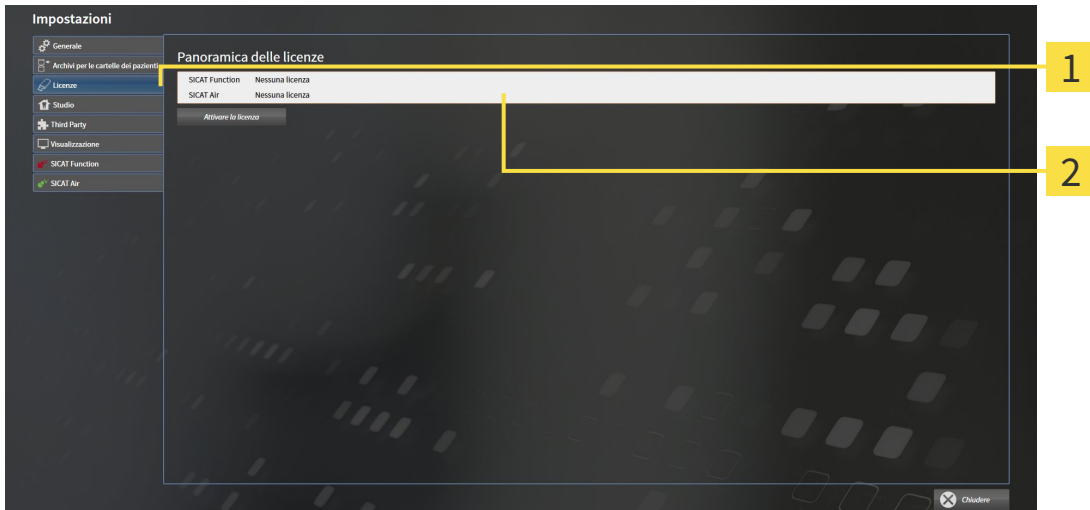 Impostazioni
Generale
Archivi per le cartelle dei pazienti
Licenze
Studio
Third Party
Visualizzazione
SICAT Function
SICAT Air
Panoramica delle licenze
SICAT Function Nessuna licenza
SICAT Air Nessuna licenza
Attivare la licenza
1
2
Chiudere